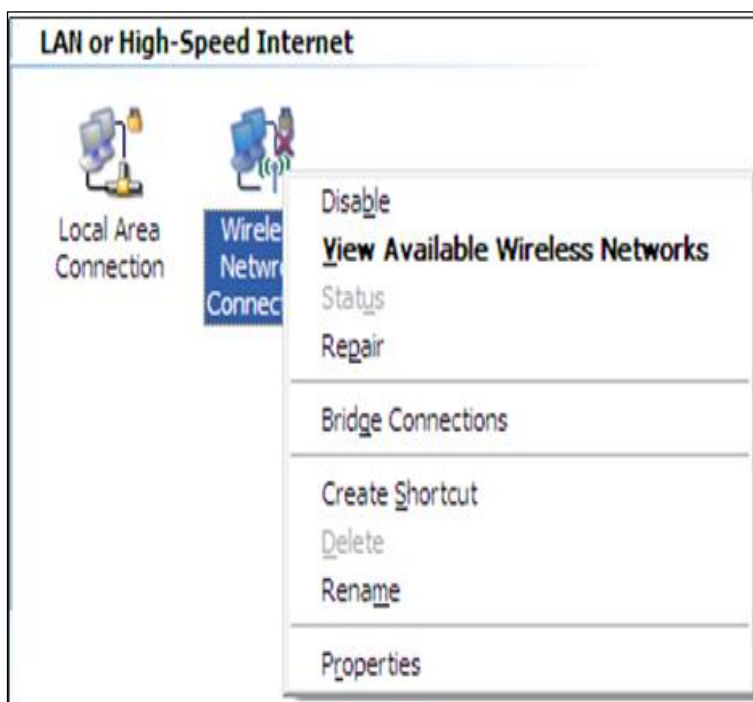 LAN or High-Speed Internet
Local Area
Connection
Wirele
Netwr
Connec
Disable
View Available Wireless Networks
Status
Repair
Bridge Connections
Create Shortcut
Delete
Rename
Properties